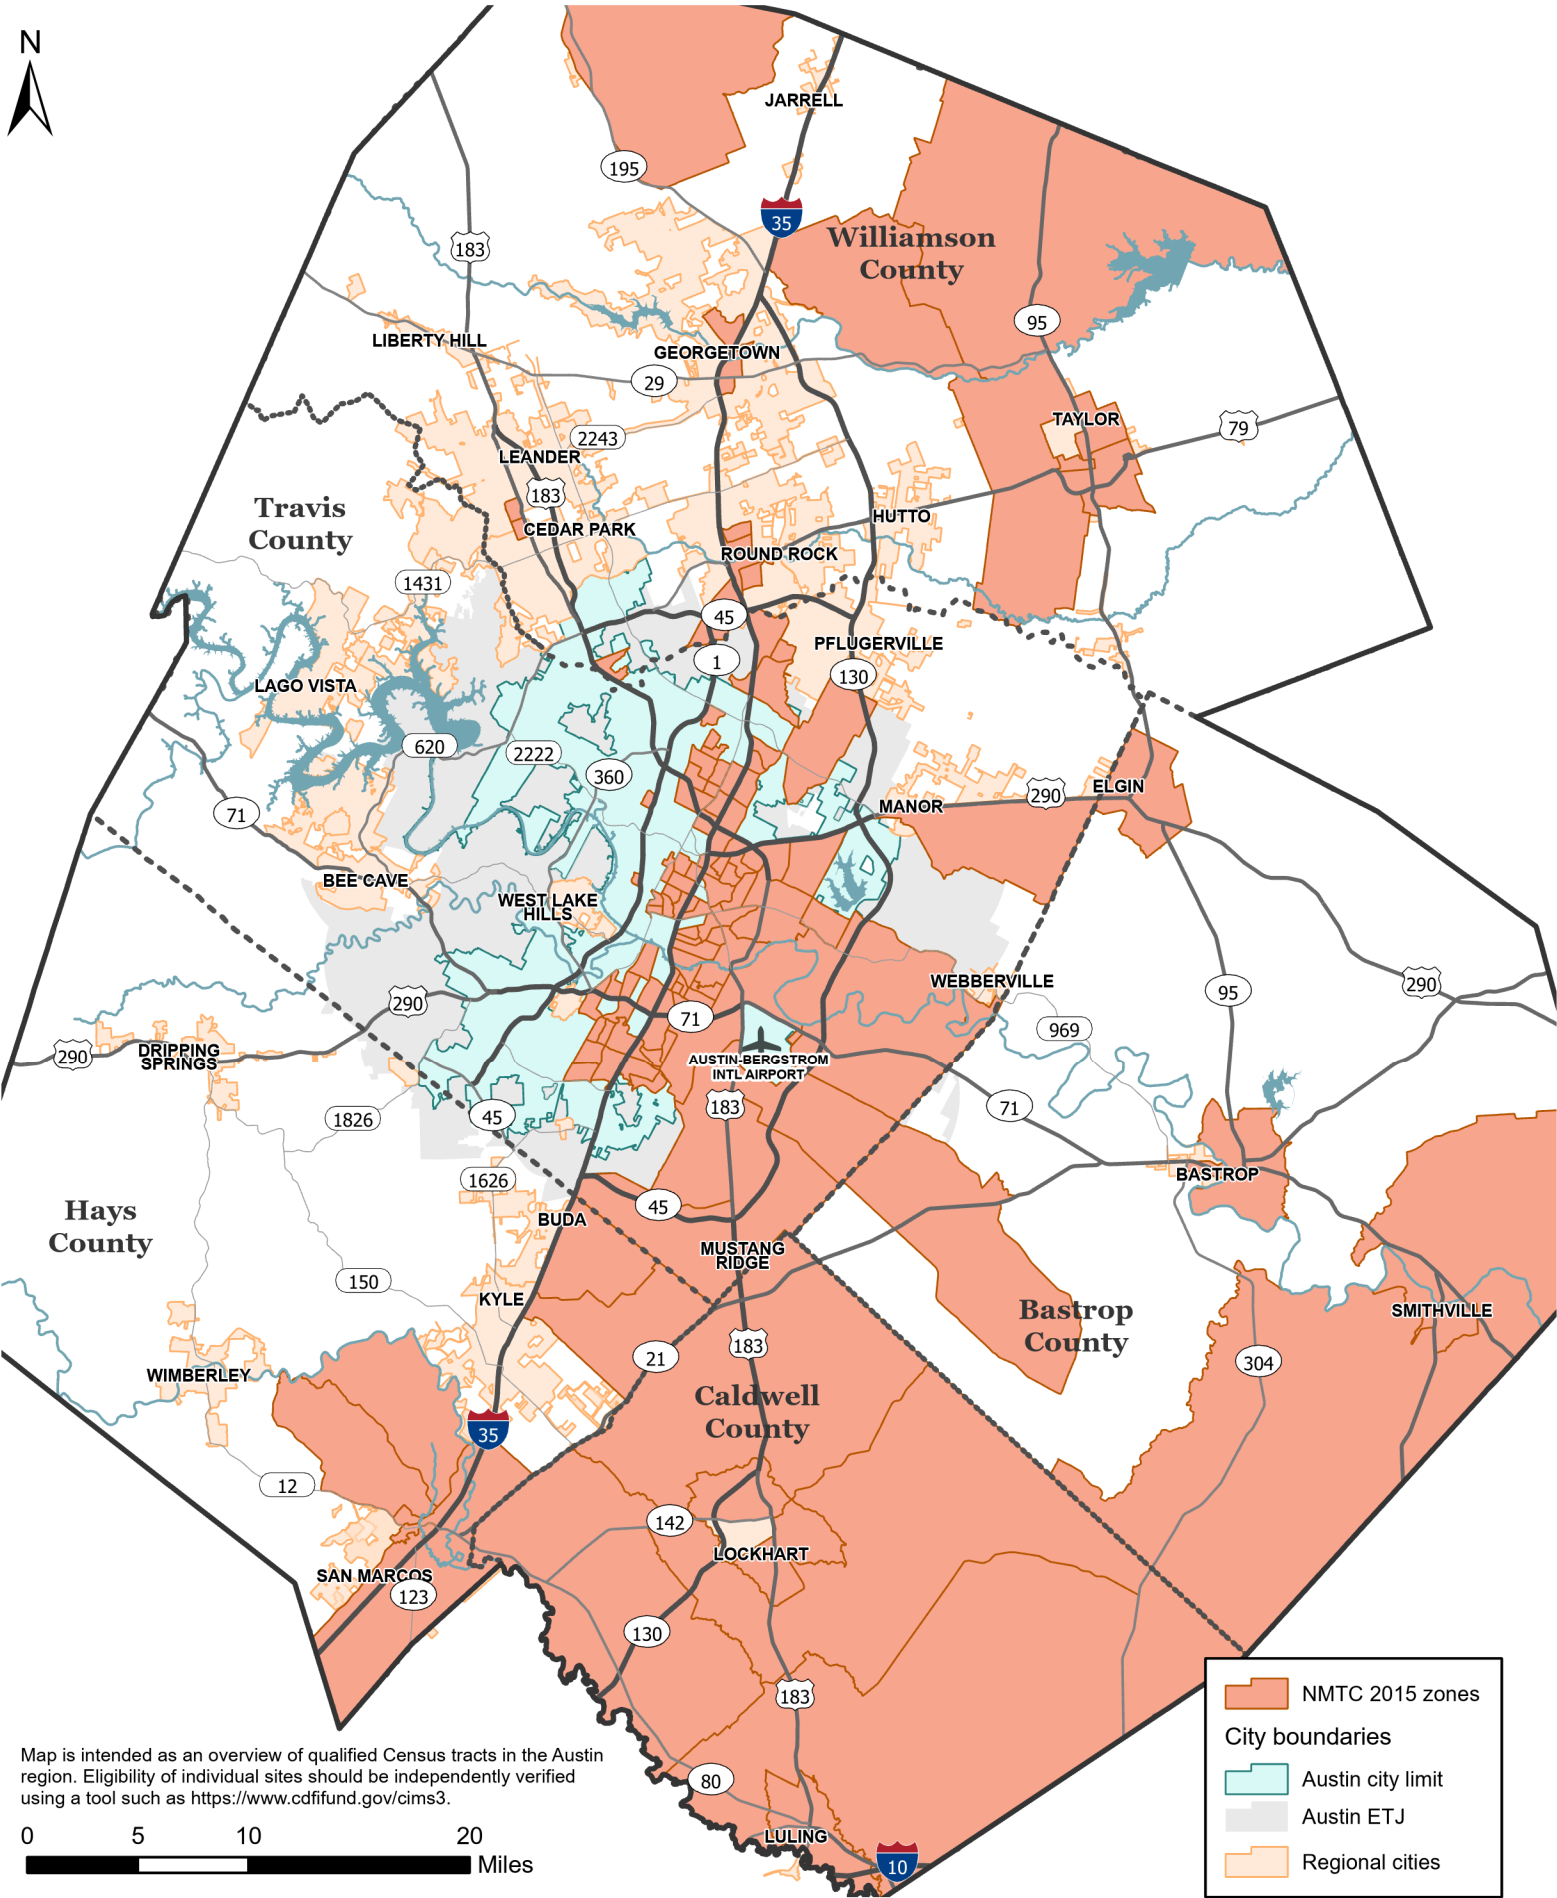 N
JARRELL
195
35
Williamson
County
183
95
LIBERTY HILL
GEORGETOWN
29
TAYLOR
79
2243
LEANDER
183
Travis
County
CEDAR PARK
HUTTO
ROUND ROCK
1431
45
PFLUGERVILLE
1
130
LAGO VISTA
620
2222
360
ELGIN
290
MANOR
71
BEE CAVE
WEST LAKE
HILLS
WEBBERVILLE
95
290
290
71
969
290
DRIPPING
SPRINGS
AUSTIN-BERGSTROM
INTL AIRPORT
183
71
1826
45
BASTROP
1626
45
Hays
County
BUDA
MUSTANG
RIDGE
150
KYLE
Bastrop
County
SMITHVILLE
183
21
304
WIMBERLEY
Caldwell
County
35
12
142
LOCKHART
SAN MARCOS
123
130
183
NMTC 2015 zones
City boundaries
Austin city limit
Austin ETJ
Regional cities
Map is intended as an overview of qualified Census tracts in the Austin
region. Eligibility of individual sites should be independently verified
using a tool such as https://www.cdfifund.gov/cims3.
80
LULING
10
0 5 10 20
Miles